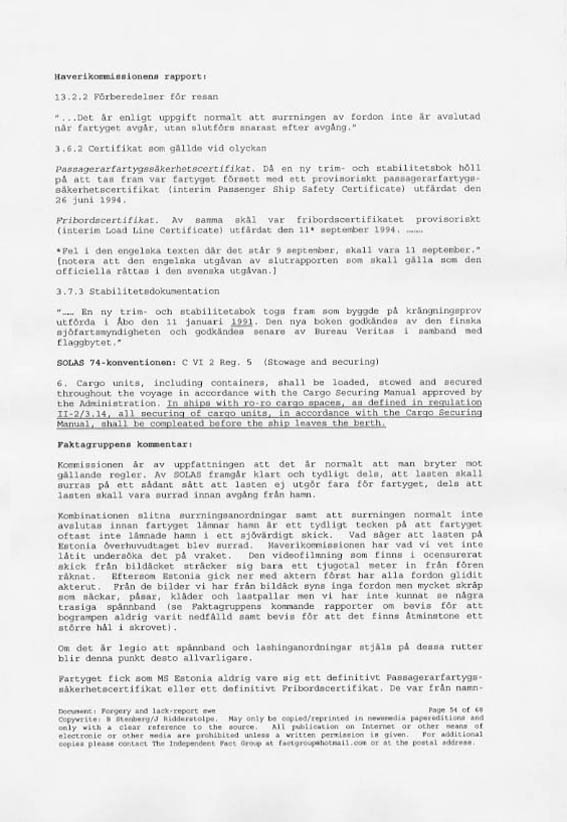 Haverikommissionens rapport:
13.2.2 Förberedelser för resan
"...Det är enligt uppgift normalt att surrningen av fordon inte är avslutad
när fartyget avgår, utan slutförs snarast efter avgång."
3.6.2 Certifikat som gällde vid olyckan
Passagerarfartygssäkerhetscertifikat. Då en ny trim- och stabilitetsbok höll
på att tas fram var fartyget försett med ett provisoriskt passagerarfartygs-
säkerhetscertifikat (interim Passenger Ship Safety Certificate) utfärdat den
26 juni 1994.
Fribordscertifikat. Av samma skäl var fribordscertifikatet provisoriskt
(interim Load Line Certificate) utfärdat den 11* september 1994. ……
*Fel i den engelska texten där det står 9 september, skall vara 11 september."
[notera att den engelska utgåvan av slutrapporten som skall gälla som den
officiella rättas i den svenska utgåvan.]
3.7.3 Stabilitetsdokumentation
"…… En ny trim- och stabilitetsbok togs fram som byggde på krängningsprov
utförda i Åbo den 11 januari 1991. Den nya boken godkändes av den finska
sjöfartsmyndigheten och godkändes senare av Bureau Veritas i samband med
flaggbytet."
SOLAS 74-konventionen: C VI 2 Reg. 5 (Stowage and securing)
6. Cargo units, including containers, shall be loaded, stowed and secured
throughout the voyage in accordance with the Cargo Securing Manual approved by
the Administration. In ships with ro-ro cargo spaces, as defined in regulation
II-2/3.14, all securing of cargo units, in accordance with the Cargo Securing
Manual, shall be compleated before the ship leaves the berth.
Faktagruppens kommentar:
Kommissionen är av uppfattningen att det är normalt att man bryter mot
gällande regler. Av SOLAS framgår klart och tydligt dels, att lasten skall
surras på ett sådant sätt att lasten ej utgör fara för fartyget, dels att
lasten skall vara surrad innan avgång från hamn.
Kombinationen slitna surrningsanordningar samt att surrningen normalt inte
avslutas innan fartyget lämnar hamn är ett tydligt tecken på att fartyget
oftast inte lämnade hamn i ett sjövärdigt skick. Vad säger att lasten på
Estonia överhuvudtaget blev surrad. Haverikommissionen har vad vi vet inte
låtit undersöka det på vraket. Den videofilmning som finns i ocensurerat
skick från bildäcket sträcker sig bara ett tjugotal meter in från fören
räknat. Eftersom Estonia gick ner med aktern först har alla fordon glidit
akterut. Från de bilder vi har från bildäck syns inga fordon men mycket skräp
som säckar, påsar, kläder och lastpallar men vi har inte kunnat se några
trasiga spännband (se Faktagruppens kommande rapporter om bevis för att
bogrampen aldrig varit nedfälld samt bevis för att det finns åtminstone ett
större hål i skrovet).
Om det är legio att spännband och lashinganordningar stjäls på dessa rutter
blir denna punkt desto allvarligare.
Fartyget fick som MS Estonia aldrig vare sig ett definitivt Passagerarfartygs-
säkerhetscertifikat eller ett definitivt Fribordscertifikat. De var från namn-
Document: Forgery and lack-report swe Page 54 of 68
Copywrite: B Stenberg/J Ridderstolpe. May only be copied/reprinted in newsmedia papereditions and
only with a clear reference to the source. All publication on Internet or other means of
electronic or other media are prohibited unless a written permission is given. For additional
copies please contact The Independent Fact Group at factgroup@hotmail.com or at the postal address.